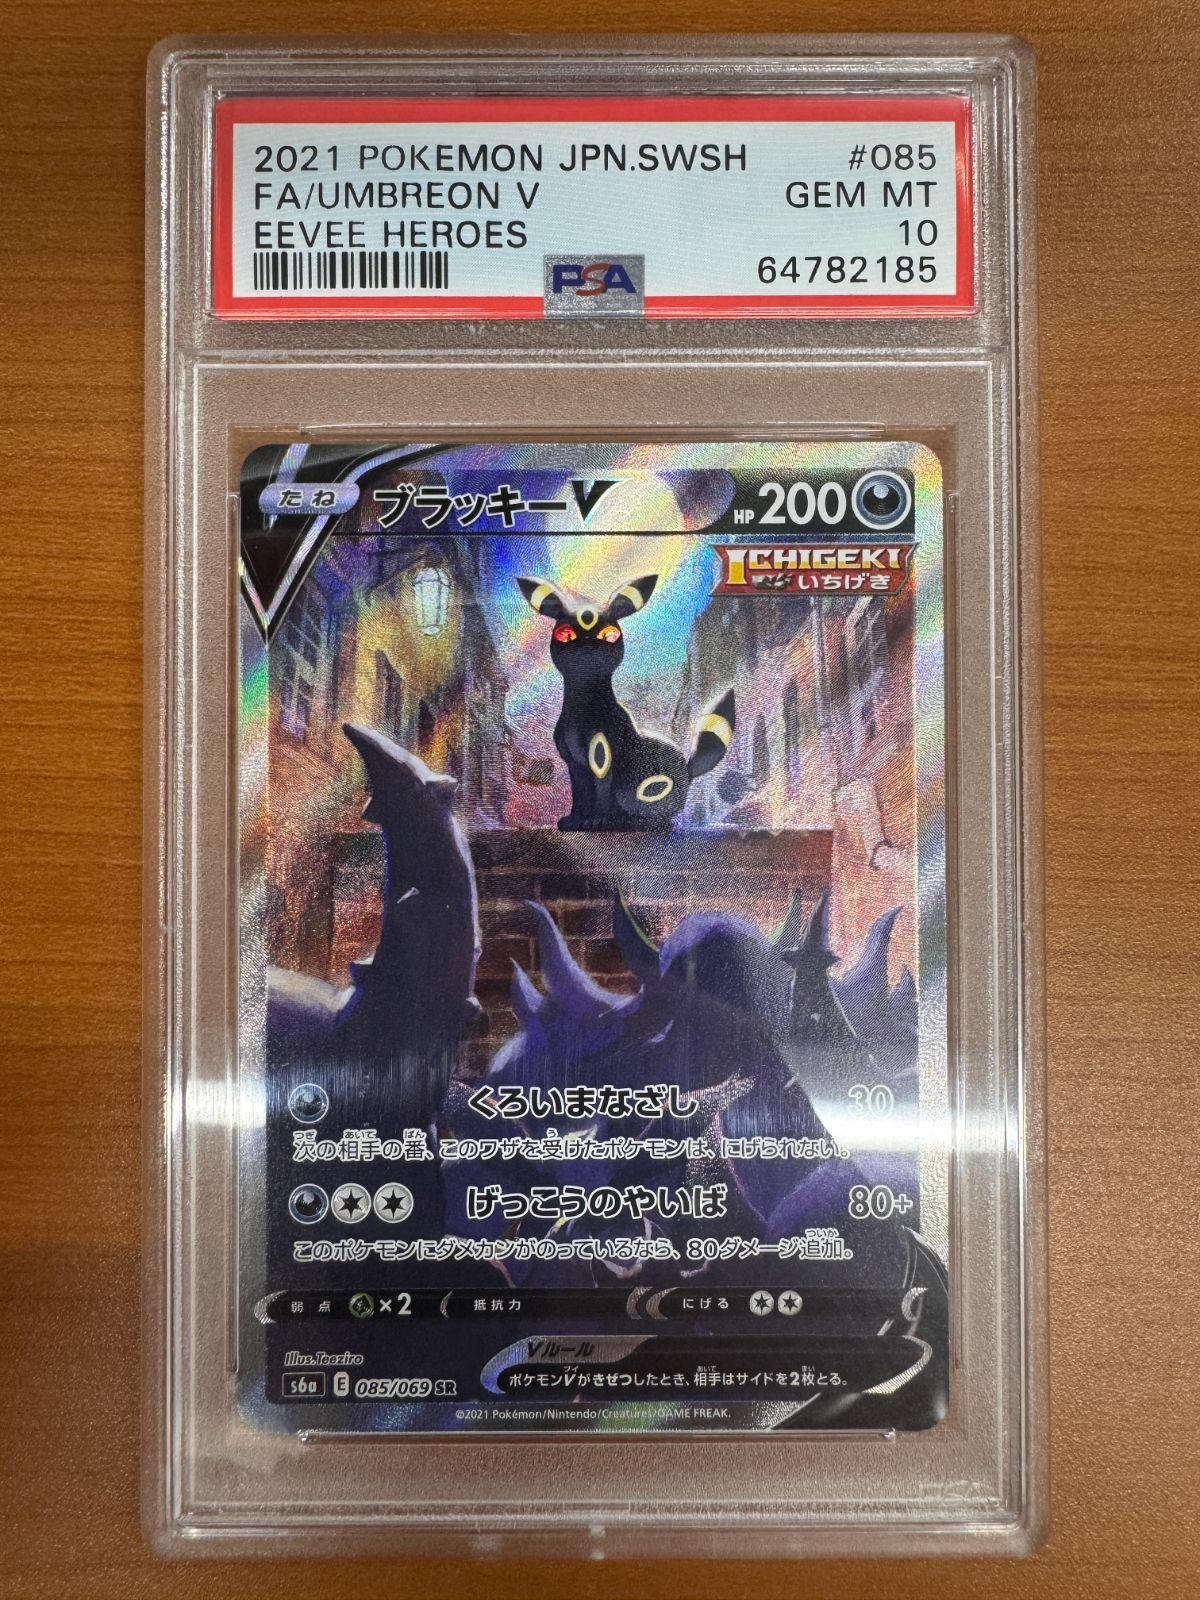 2021 POKEMON JPN.SWSH #085
FA/UMBREON V GEM MT
EEVEE HEROES 10
64782185
PSA
たね ブラッキーV HP 200
ICHIGEKI
いちげき
くろいまなざし 30
次の相手の番、このワザを受けたポケモンは、にげられない。
げっこうのやいば 80+
このポケモンにダメカンがのっているなら、80ダメージ追加。
弱点 ×2 抵抗力 にげる
Illus.Teeziro
Vルール
ポケモンVがきぜつしたとき、相手はサイドを2枚とる。
s6a E 085/069 SR
©2021 Pokémon/Nintendo/Creatures/GAME FREAK.